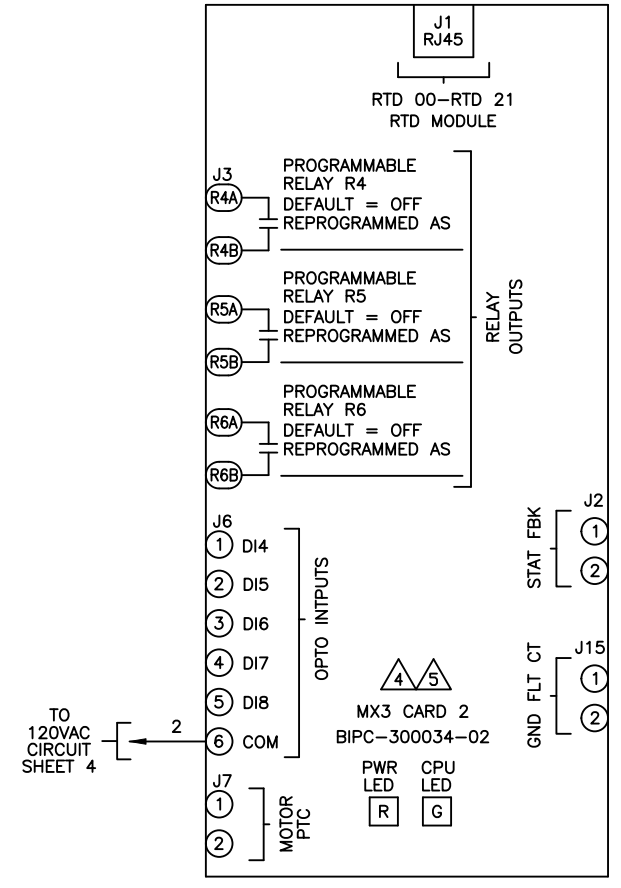 J1
RJ45
RTD 00-RTD 21
RTD MODULE
J3
R4A
R4B
PROGRAMMABLE
RELAY R4
DEFAULT = OFF
REPROGRAMMED AS
R5A
R5B
PROGRAMMABLE
RELAY R5
DEFAULT = OFF
REPROGRAMMED AS
R6A
R6B
PROGRAMMABLE
RELAY R6
DEFAULT = OFF
REPROGRAMMED AS
RELAY
OUTPUTS
J6
1 DI4
2 DI5
3 DI6
4 DI7
5 DI8
6 COM
OPTO INTPUTS
TO
120VAC
CIRCUIT
SHEET 4
2
J7
1
2
MOTOR
PTC
J2
1
2
STAT FBK
J15
1
2
GND FLT CT
4 5
MX3 CARD 2
BIPC-300034-02
PWR
LED
R
CPU
LED
G